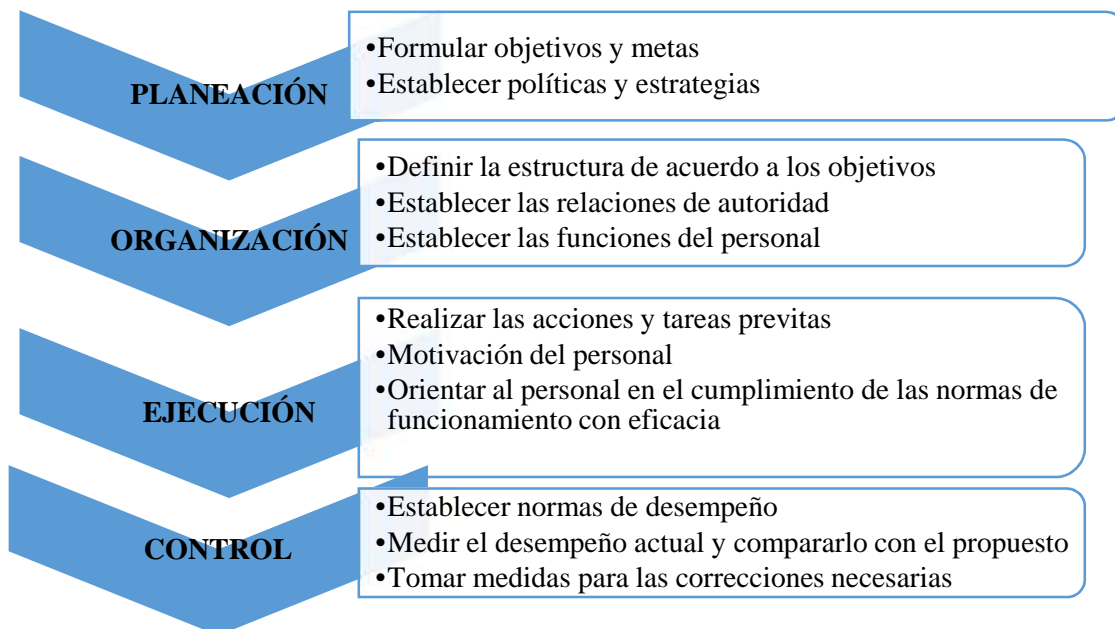 PLANEACIÓN
•Formular objetivos y metas
•Establecer políticas y estrategias
ORGANIZACIÓN
•Definir la estructura de acuerdo a los objetivos
•Establecer las relaciones de autoridad
•Establecer las funciones del personal
EJECUCIÓN
•Realizar las acciones y tareas previtas
•Motivación del personal
•Orientar al personal en el cumplimiento de las normas de
funcionamiento con eficacia
CONTROL
•Establecer normas de desempeño
•Medir el desempeño actual y compararlo con el propuesto
•Tomar medidas para las correcciones necesarias